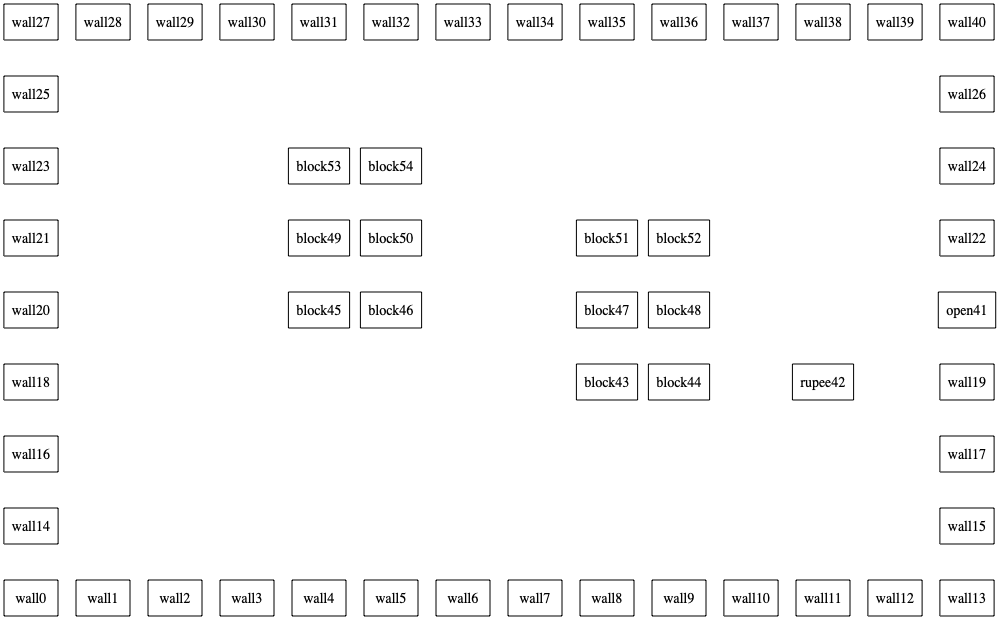 wall27 wall28 wall29 wall30 wall31 wall32 wall33 wall34 wall35 wall36 wall37 wall38 wall39 wall40
wall25 wall26
wall23 block53 block54 wall24
wall21 block49 block50 block51 block52 wall22
wall20 block45 block46 block47 block48 open41
wall18 block43 block44 rupee42 wall19
wall16 wall17
wall14 wall15
wall0 wall1 wall2 wall3 wall4 wall5 wall6 wall7 wall8 wall9 wall10 wall11 wall12 wall13